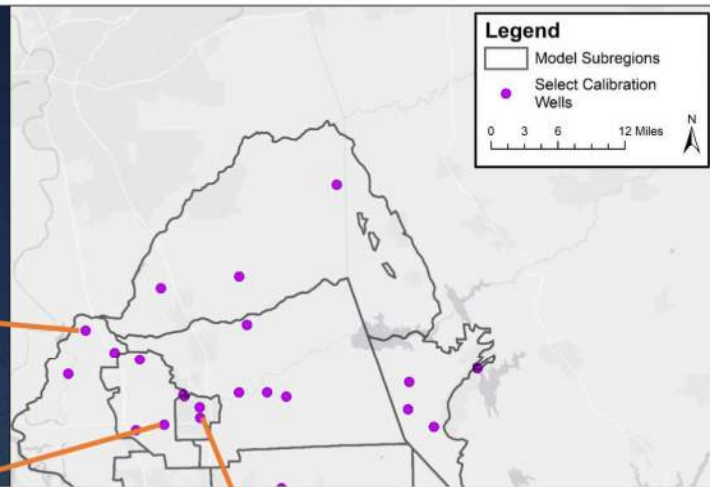 Legend
Model Subregions
Select Calibration
Wells
0 3 6 12 Miles
N